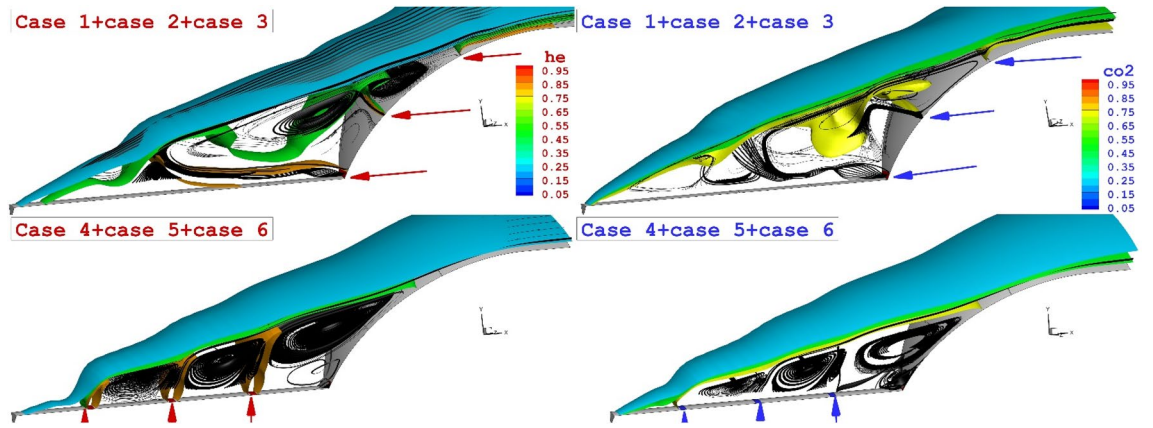 Case 1+case 2+case 3
he
0.95
0.85
0.75
0.65
0.55
0.45
0.35
0.25
0.15
0.05
Y
Z
X
Case 1+case 2+case 3
co2
0.95
0.85
0.75
0.65
0.55
0.45
0.35
0.25
0.15
0.05
Y
Z
X
Case 4+case 5+case 6
Y
Z
X
Case 4+case 5+case 6
Y
Z
X